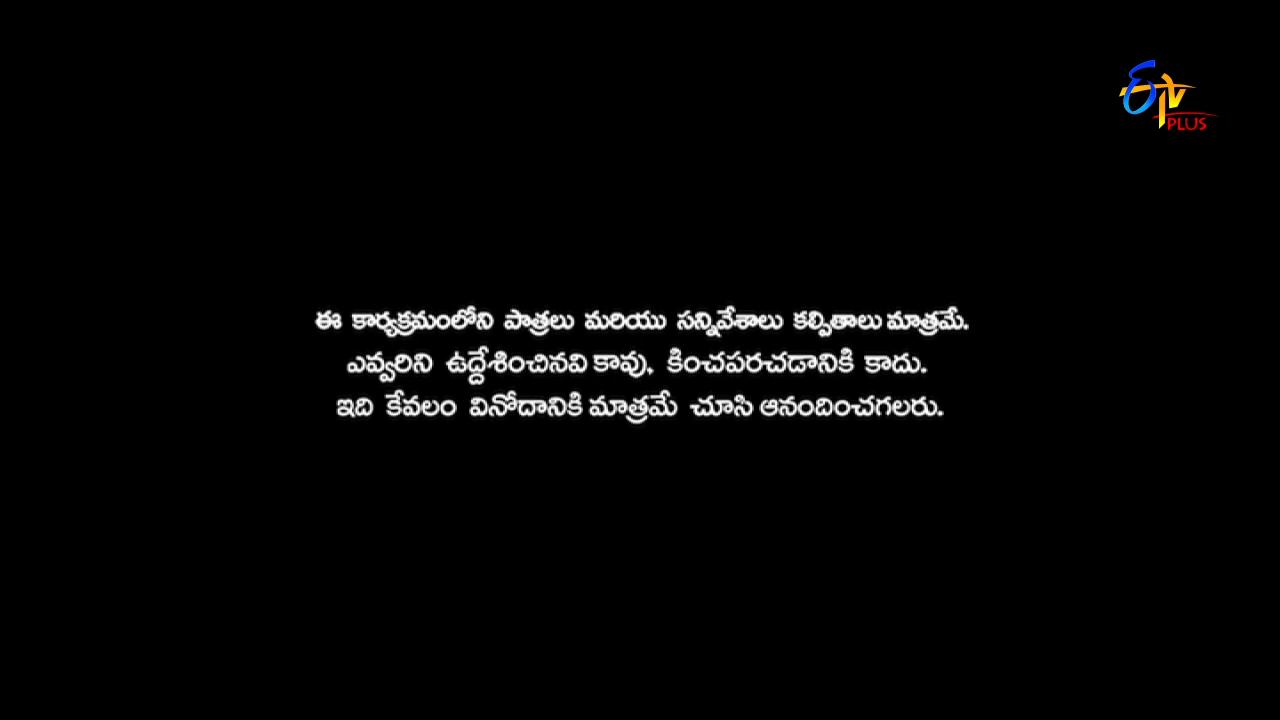 ETV
PLUS
ఈ కార్యక్రమంలోని పాత్రలు మరియు సన్నివేశాలు కల్పితాలు మాత్రమే.
ఎవ్వరిని ఉద్దేశించినవి కావు, కించపరచడానికి కాదు.
ఇది కేవలం వినోదానికి మాత్రమే చూసి ఆనందించగలరు.